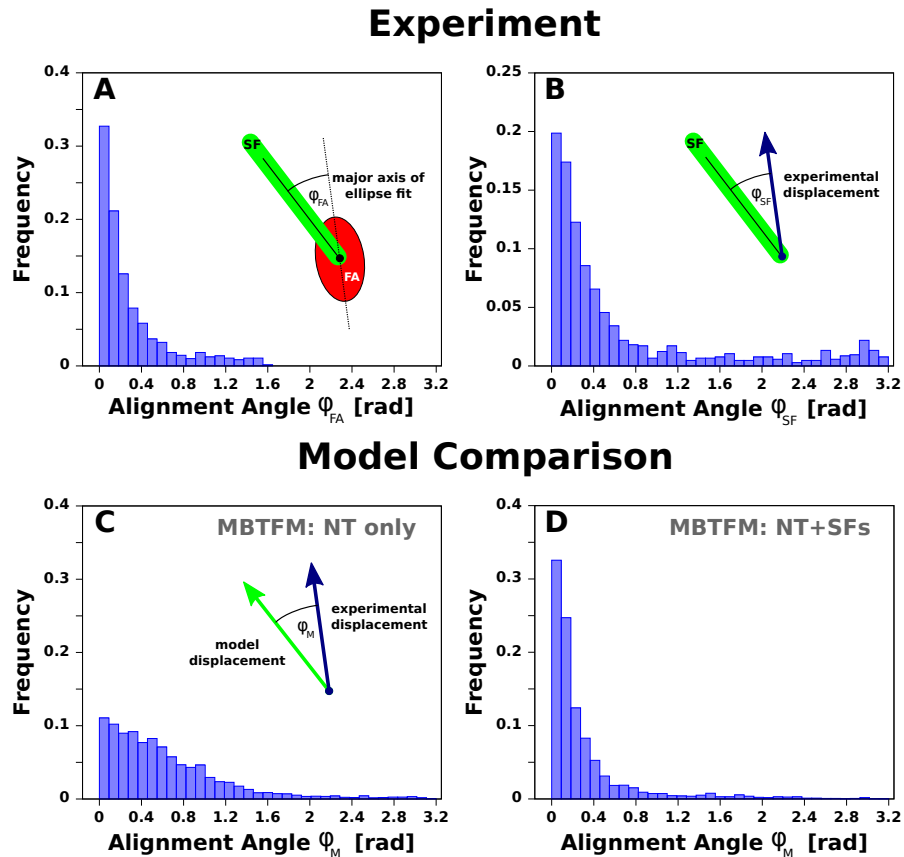 Experiment
A
0.4
0.3
0.2
0.1
0
Frequency
SF
φFA
major axis of
ellipse fit
FA
0 0.4 0.8 1.2 1.6 2 2.4 2.8 3.2
Alignment Angle φFA [rad]
B
0.25
0.2
0.15
0.1
0.05
0
Frequency
SF
φSF
experimental
displacement
0 0.4 0.8 1.2 1.6 2 2.4 2.8 3.2
Alignment Angle φSF [rad]
Model Comparison
C
MBTFM: NT only
0.4
0.3
0.2
0.1
0
Frequency
experimental
displacement
φM
model
displacement
0 0.4 0.8 1.2 1.6 2 2.4 2.8 3.2
Alignment Angle φM [rad]
D
MBTFM: NT+SFs
0.4
0.3
0.2
0.1
0
Frequency
0 0.4 0.8 1.2 1.6 2 2.4 2.8 3.2
Alignment Angle φM [rad]